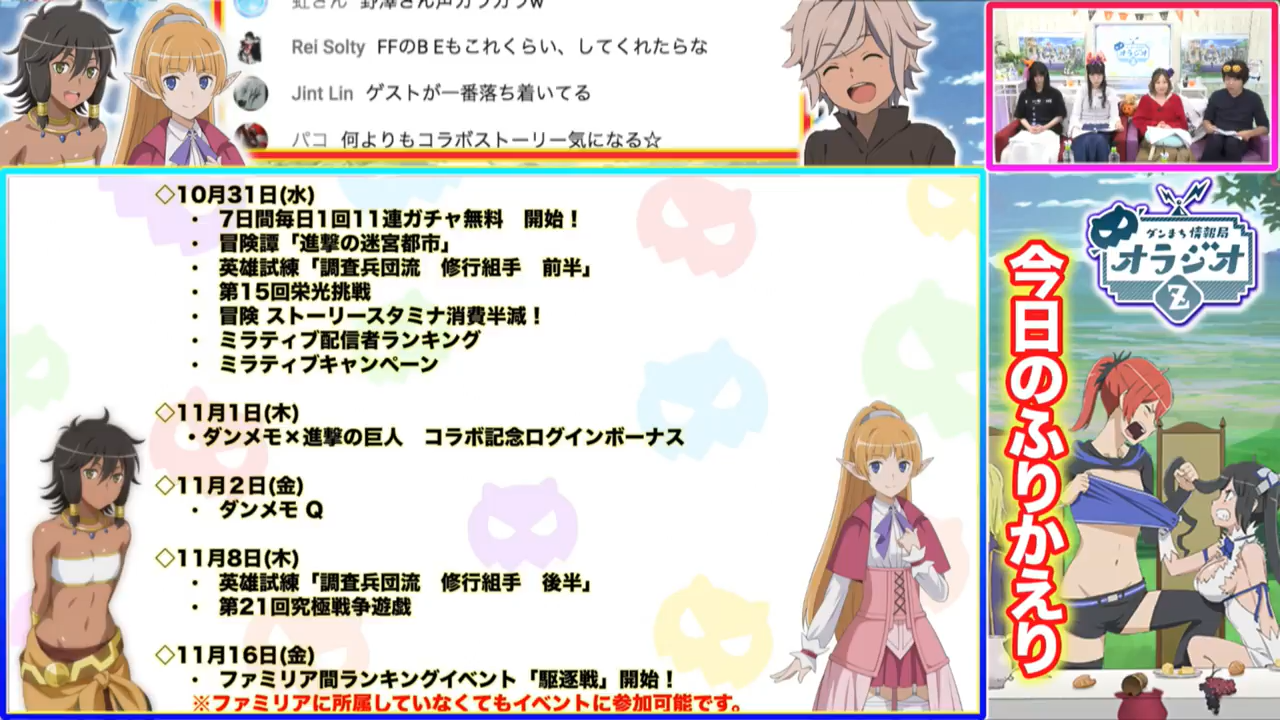 虹さん 野澤さん声ガラガラw
Rei Solty FFのBEもこれくらい、してくれたらな
Jint Lin ゲストが一番落ち着いてる
パコ 何よりもコラボストーリー気になる☆
◇10月31日(水)
・ 7日間毎日1回11連ガチャ無料 開始！
・ 冒険譚「進撃の迷宮都市」
・ 英雄試練「調査兵団流 修行組手 前半」
・ 第15回栄光挑戦
・ 冒険 ストーリースタミナ消費半減！
・ ミラティブ配信者ランキング
・ ミラティブキャンペーン
◇11月1日(木)
・ダンメモ×進撃の巨人 コラボ記念ログインボーナス
◇11月2日(金)
・ ダンメモ Q
◇11月8日(木)
・ 英雄試練「調査兵団流 修行組手 後半」
・ 第21回究極戦争遊戯
◇11月16日(金)
・ ファミリア間ランキングイベント「駆逐戦」開始！
※ファミリアに所属していなくてもイベントに参加可能です。
ダンまち情報局
オラジオ
Z
今日のふりかえり